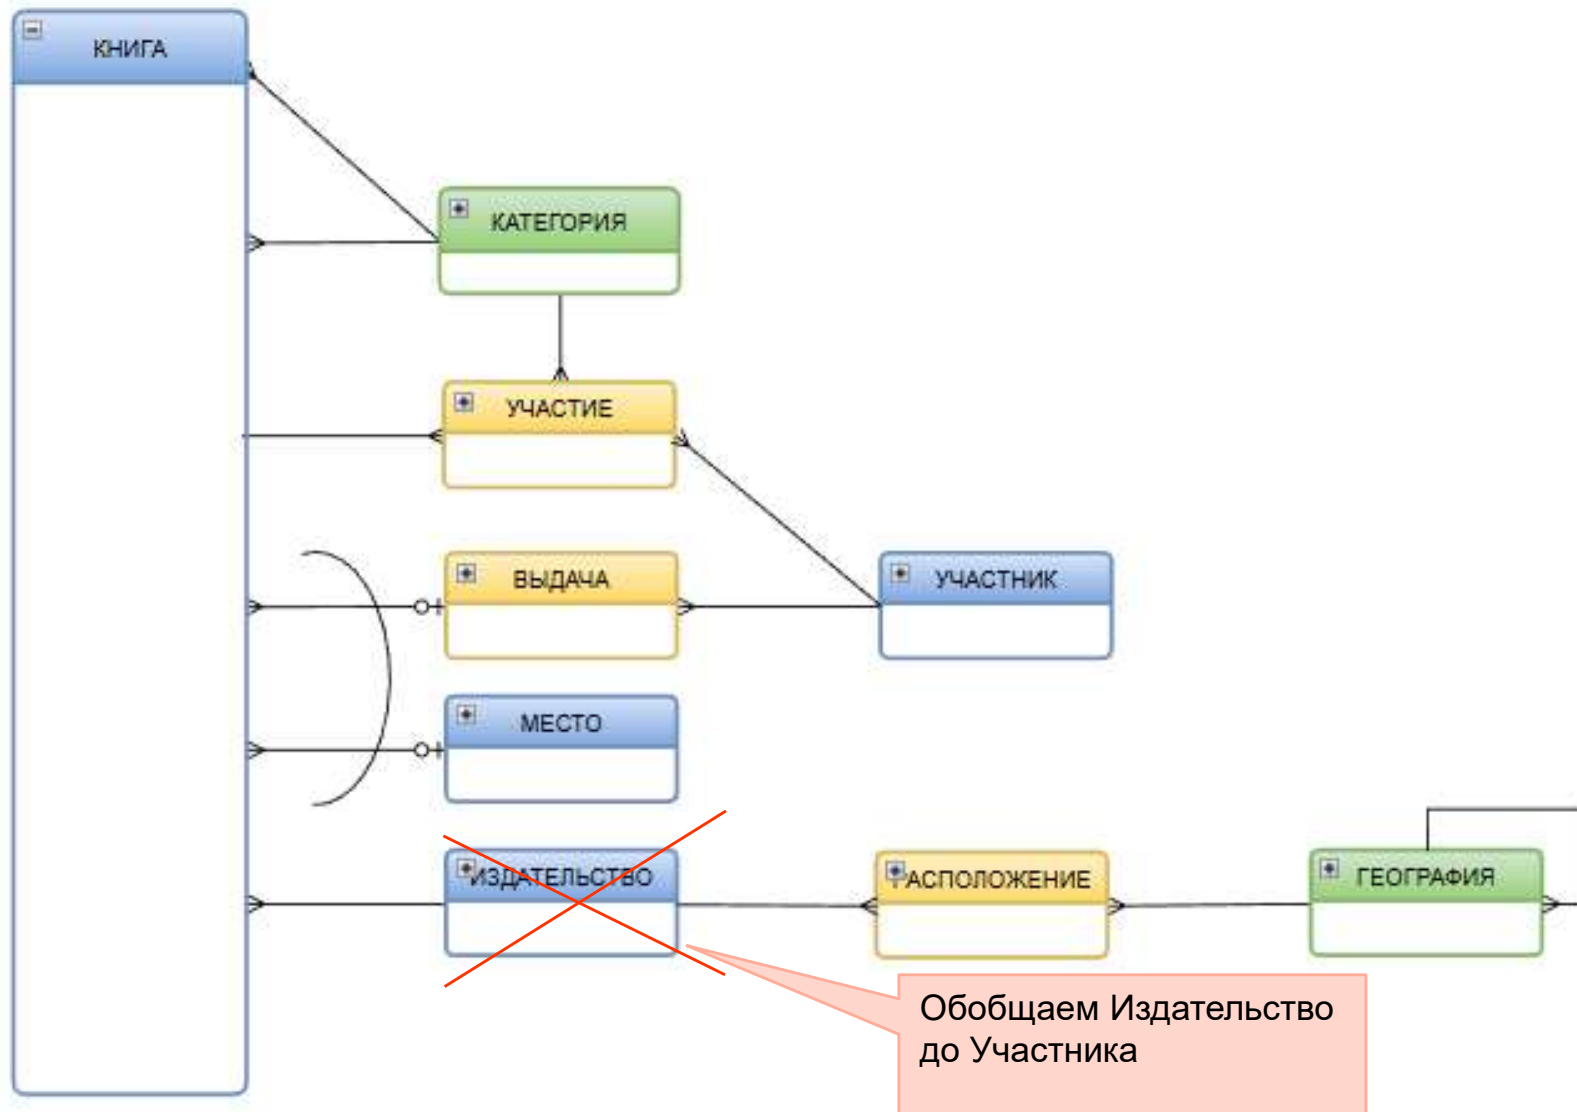 КНИГА
КАТЕГОРИЯ
УЧАСТИЕ
ВЫДАЧА
УЧАСТНИК
МЕСТО
ИЗДАТЕЛЬСТВО
РАСПОЛОЖЕНИЕ
ГЕОГРАФИЯ
Обобщаем Издательство
до Участника